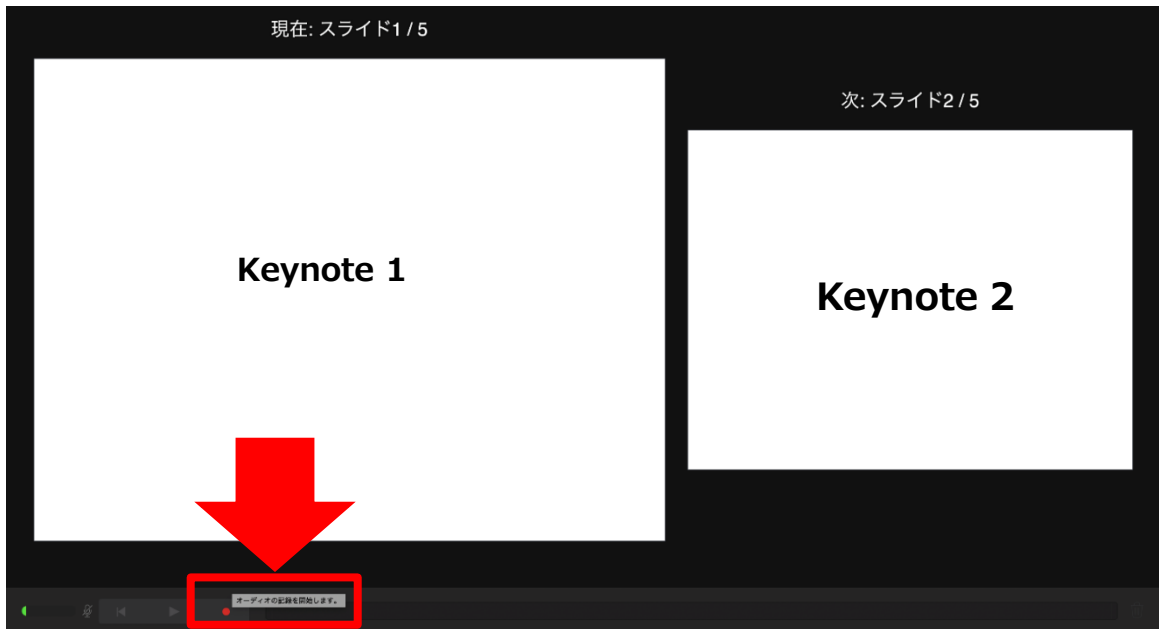 現在: スライド1 / 5
次: スライド2 / 5
Keynote 1
Keynote 2
オーディオの記録を開始します。